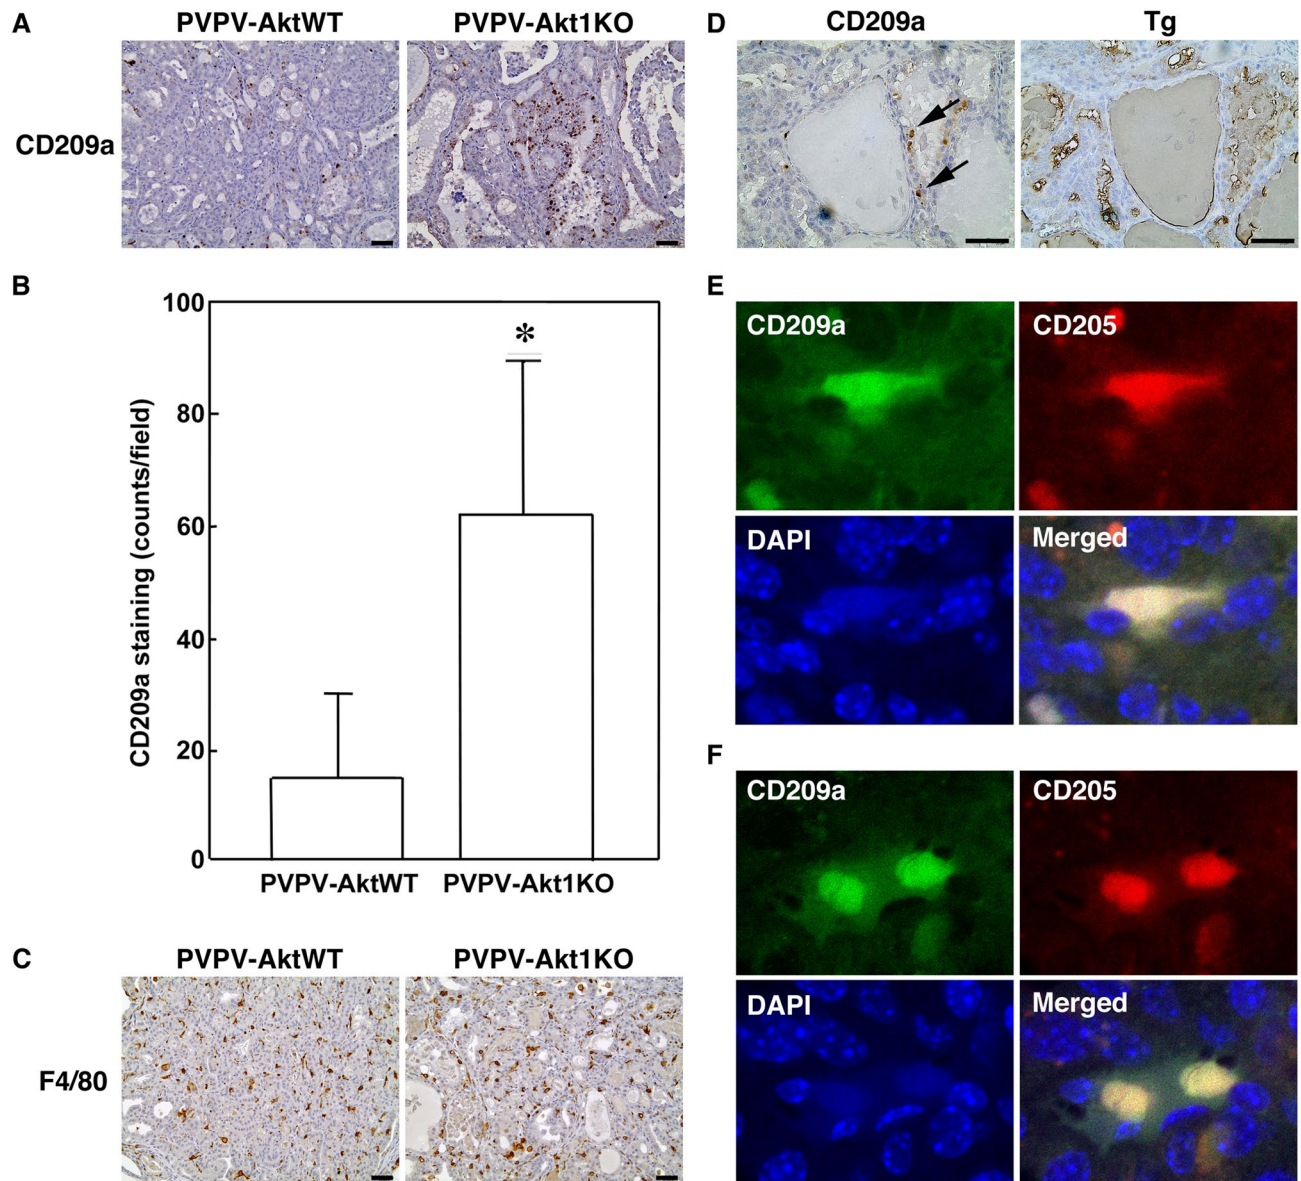 A
PVPV-AktWT
PVPV-Akt1KO
CD209a
B
CD209a staining (counts/field)
100
80
60
40
20
0
*
PVPV-AktWT
PVPV-Akt1KO
C
PVPV-AktWT
PVPV-Akt1KO
F4/80
D
CD209a
Tg
E
CD209a
CD205
DAPI
Merged
F
CD209a
CD205
DAPI
Merged